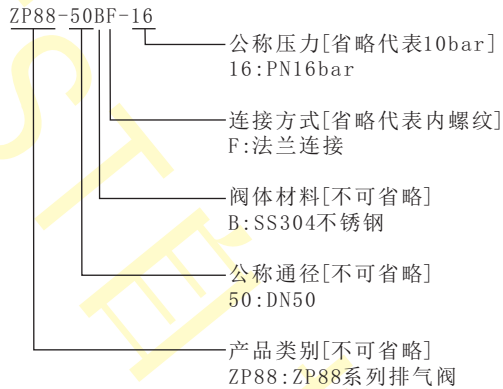 ZP88-50BF-16
公称压力[省略代表10bar]
16:PN16bar
连接方式[省略代表内螺纹]
F:法兰连接
阀体材料[不可省略]
B:SS304不锈钢
公称通径[不可省略]
50:DN50
产品类别[不可省略]
ZP88:ZP88系列排气阀